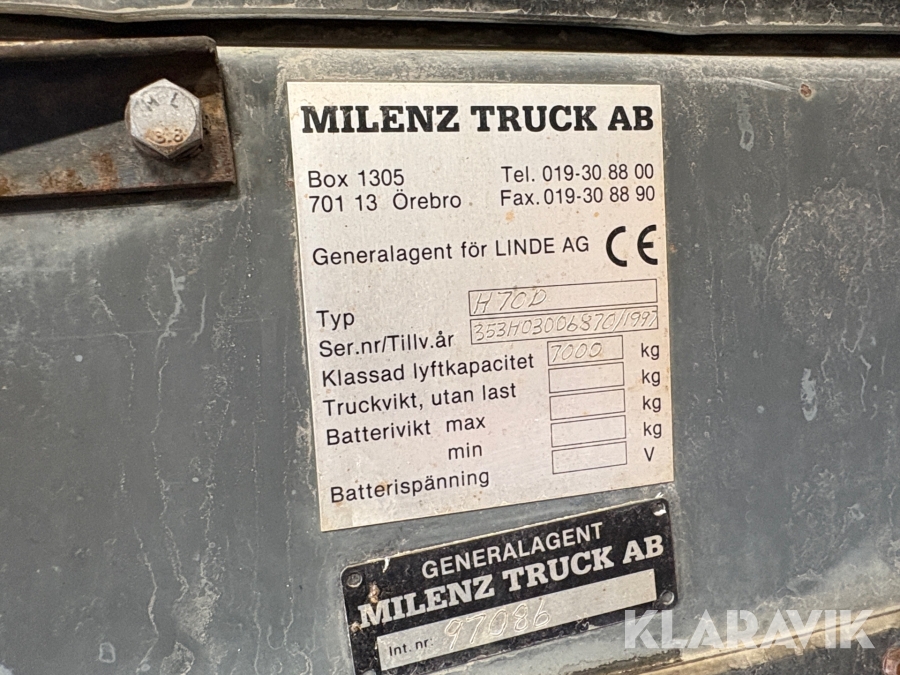 HL
8.8
MILENZ TRUCK AB
Box 1305 Tel. 019-30 88 00
701 13 Örebro Fax. 019-30 88 90
Generalagent för LINDE AG CE
Typ H70D
Ser.nr/Tillv.år 353H03006870/1997
Klassad lyftkapacitet 7000 kg
Truckvikt, utan last kg
Batterivikt max kg
min kg
Batterispänning V
GENERALAGENT
MILENZ TRUCK AB
Int. nr: 97086
KLARAVIK